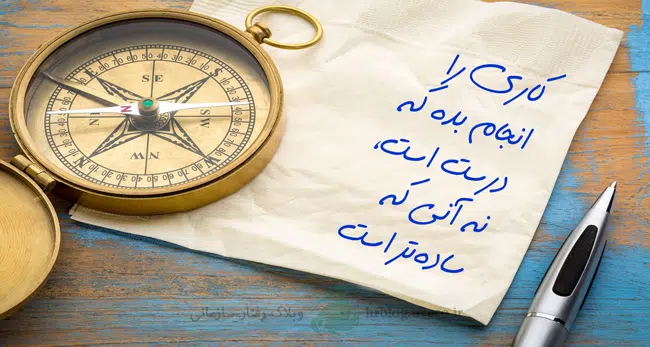 کاری را
انجام بده که
درست است،
نه آنی که
ساده‌تر است
وبلاگ رفتار سازمانی
SE
S
SW
NW
N